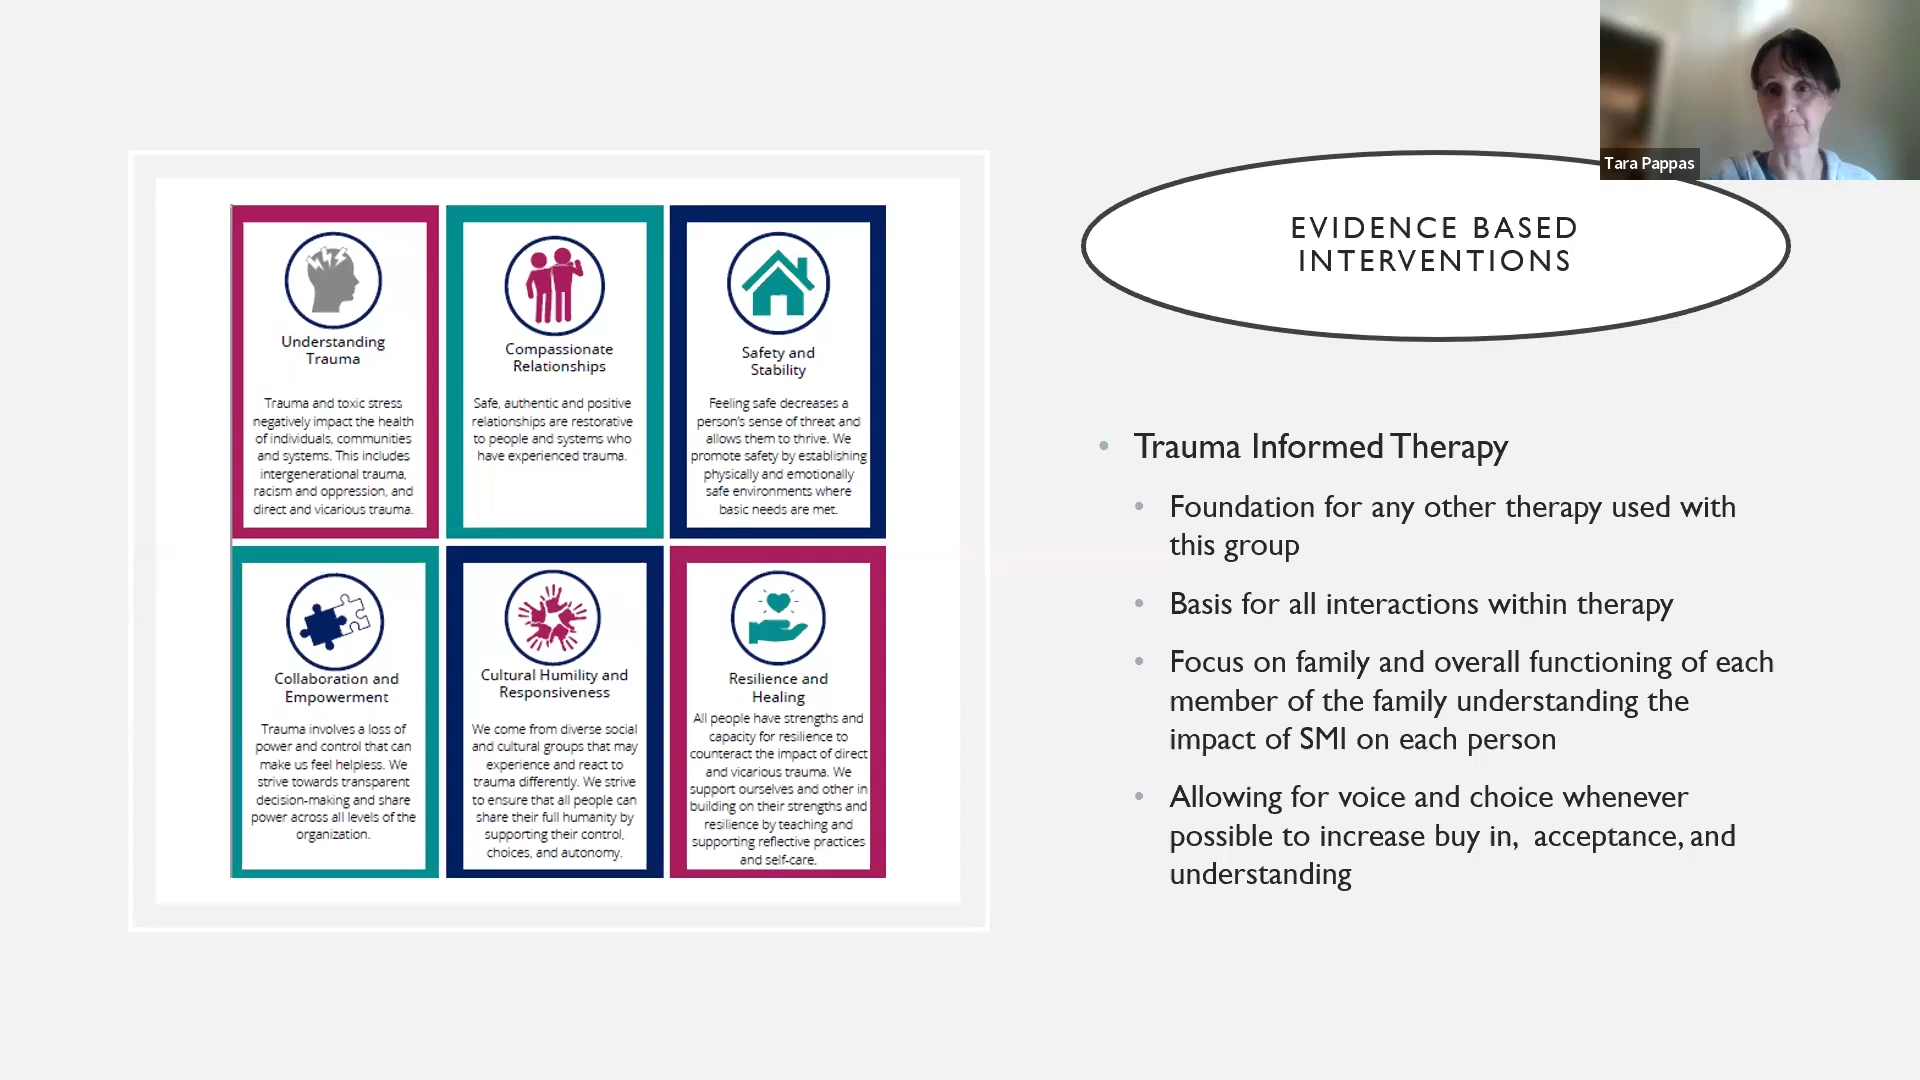 Tara Pappas
EVIDENCE BASED
INTERVENTIONS
Understanding
Trauma
Trauma and toxic stress
negatively impact the health
of individuals, communities
and systems. This includes
intergenerational trauma,
racism and oppression, and
direct and vicarious trauma.
Compassionate
Relationships
Safe, authentic and positive
relationships are restorative
to people and systems who
have experienced trauma.
Safety and
Stability
Feeling safe decreases a
person's sense of threat and
allows them to thrive. We
promote safety by establishing
physically and emotionally
safe environments where
basic needs are met.
Collaboration and
Empowerment
Trauma involves a loss of
power and control that can
make us feel helpless. We
strive towards transparent
decision-making and share
power across all levels of the
organization.
Cultural Humility and
Responsiveness
We come from diverse social
and cultural groups that may
experience and react to
trauma differently. We strive
to ensure that all people can
share their full humanity by
supporting their control,
choices, and autonomy.
Resilience and
Healing
All people have strengths and
capacity for resilience to
counteract the impact of direct
and vicarious trauma. We
support ourselves and other in
building on their strengths and
resilience by teaching and
supporting reflective practices
and self-care.
• Trauma Informed Therapy
• Foundation for any other therapy used with
this group
• Basis for all interactions within therapy
• Focus on family and overall functioning of each
member of the family understanding the
impact of SMI on each person
• Allowing for voice and choice whenever
possible to increase buy in, acceptance, and
understanding